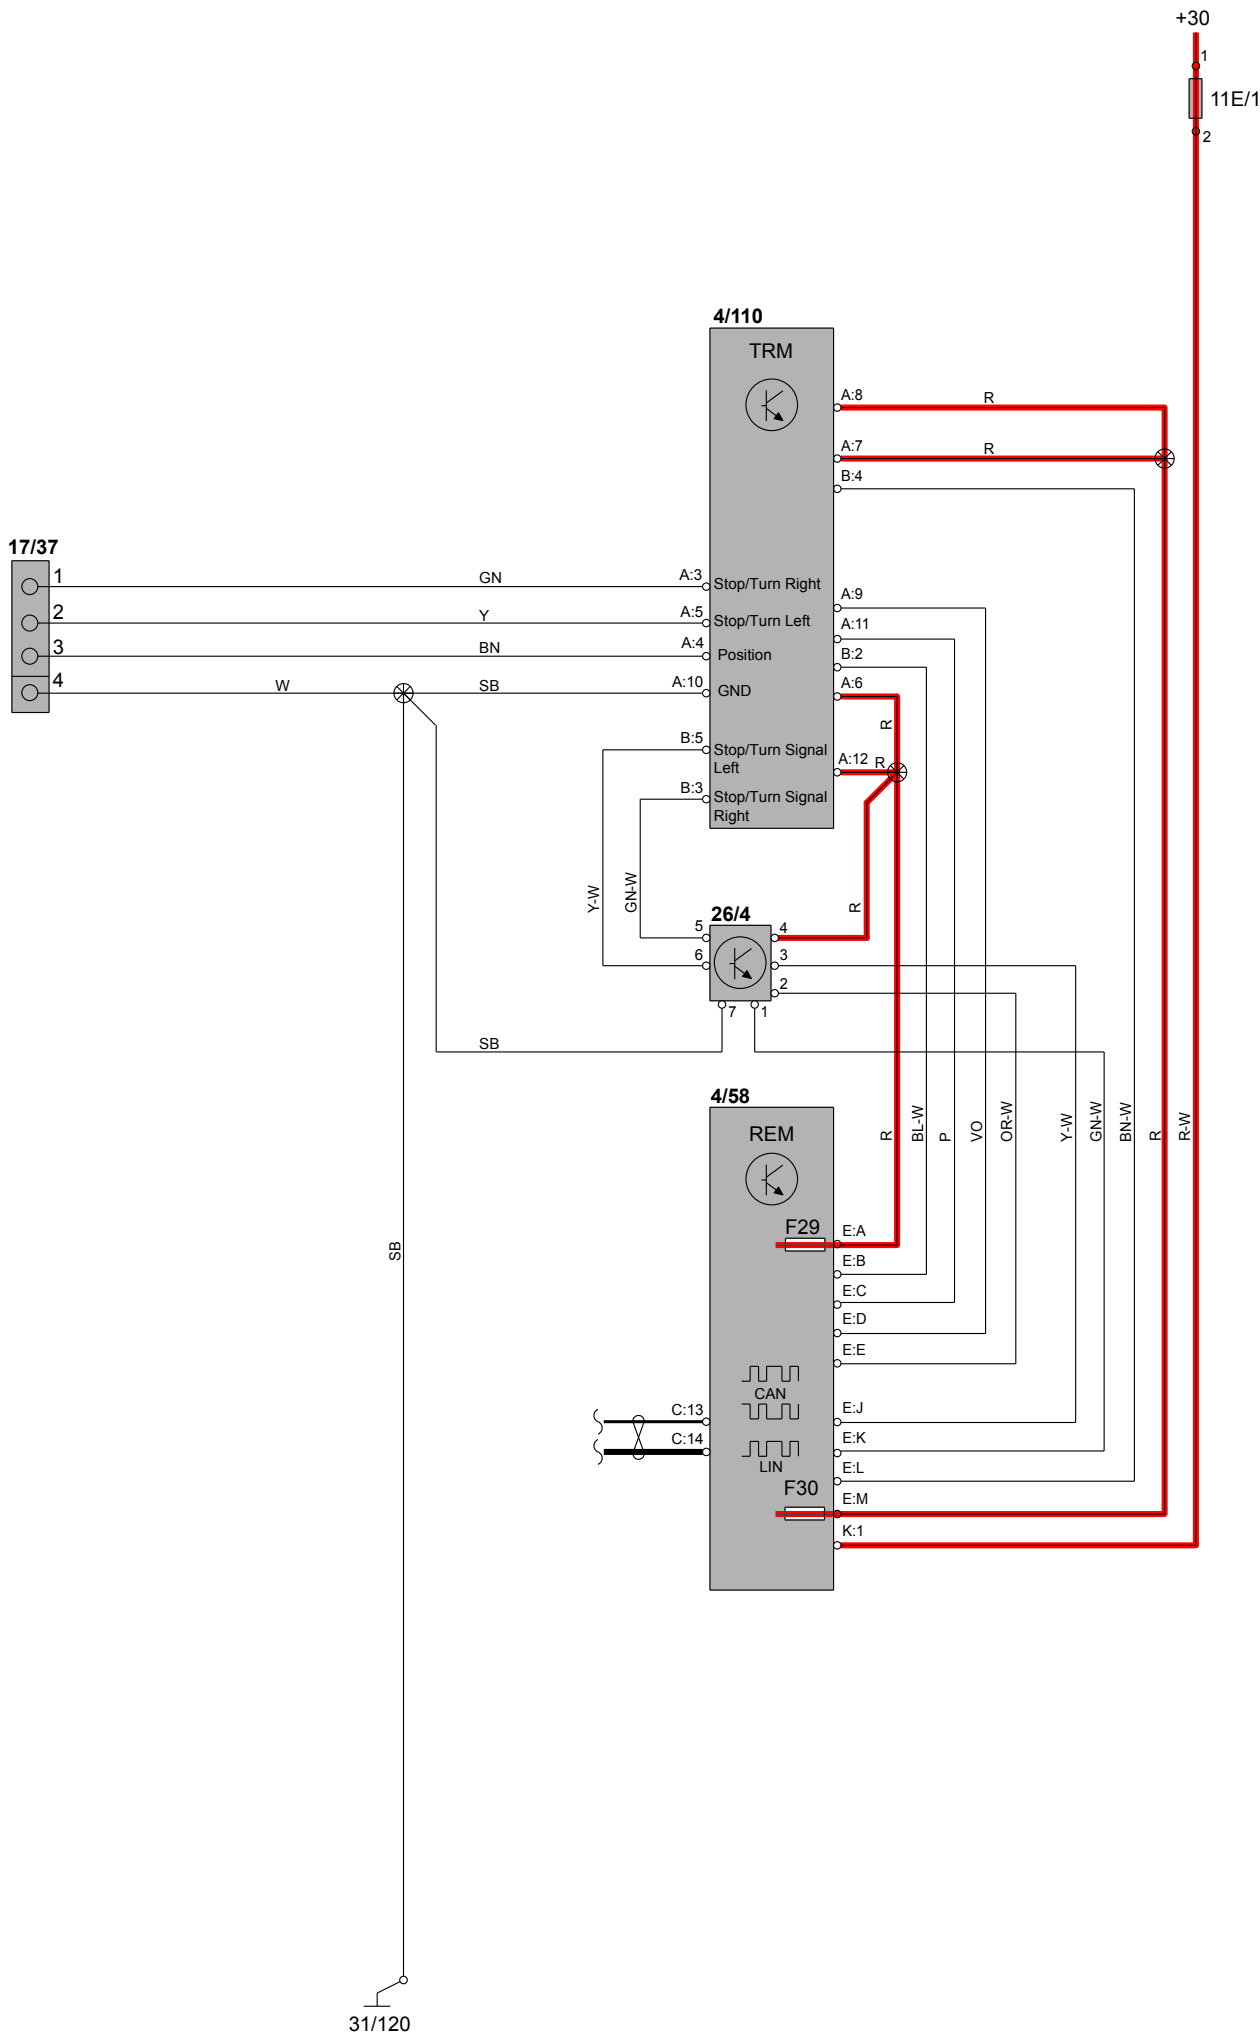 +30
1
11E/1
2
4/110
TRM
A:8
R
A:7
R
B:4
17/37
1
GN
A:3
Stop/Turn Right
A:9
2
Y
A:5
Stop/Turn Left
A:11
3
BN
A:4
Position
B:2
4
W
SB
A:10
GND
A:6
R
B:5
Stop/Turn Signal
Left
A:12
R
B:3
Stop/Turn Signal
Right
Y-W
GN-W
R
26/4
5
4
6
3
2
7
1
SB
4/58
REM
R
BL-W
P
VO
OR-W
Y-W
GN-W
BN-W
R
R-W
F29
E:A
SB
E:B
E:C
E:D
E:E
CAN
C:13
E:J
C:14
E:K
LIN
E:L
F30
E:M
K:1
31/120